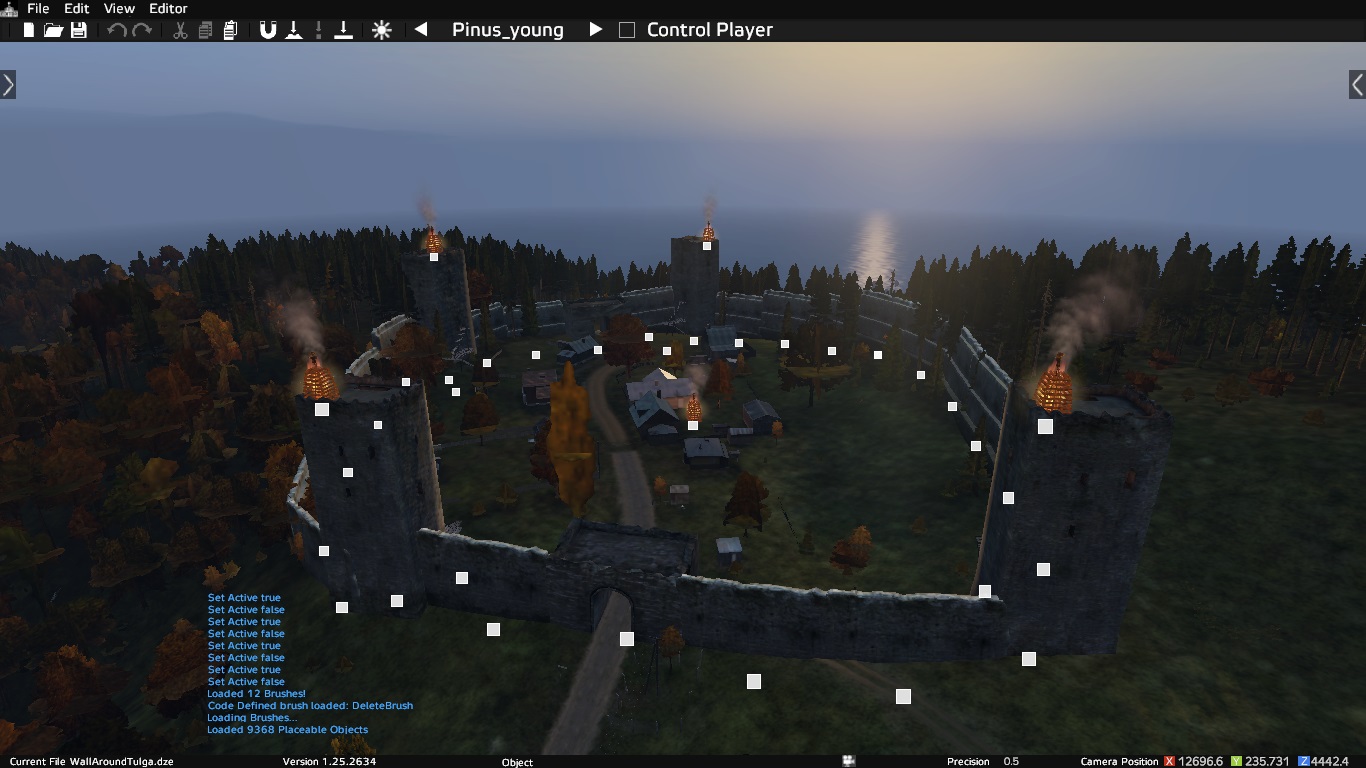 File Edit View Editor
Pinus_young Control Player
Set Active true
Set Active false
Set Active true
Set Active false
Set Active true
Set Active false
Set Active true
Set Active false
Loaded 12 Brushes!
Code Defined brush loaded: DeleteBrush
Loading Brushes...
Loaded 9368 Placeable Objects
Current File WallAroundTulga.dze Version 1.25.2634 Object Precision 0.5 Camera Position X 12696.6 Y 235.731 Z 4442.4